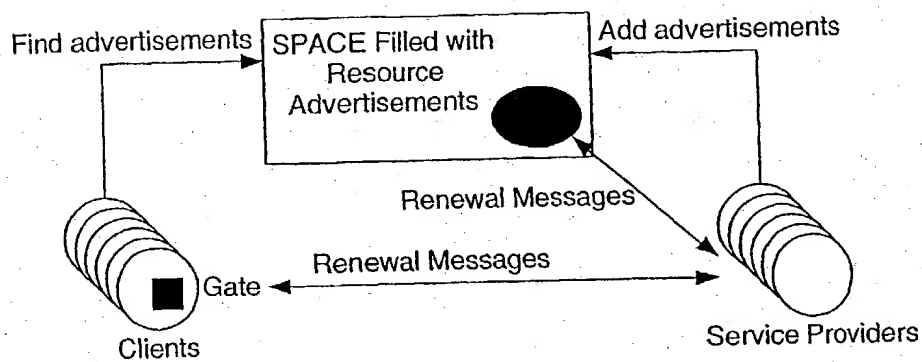 Find advertisements
SPACE Filled with
Resource
Advertisements
Add advertisements
Renewal Messages
Renewal Messages
Gate
Clients
Service Providers